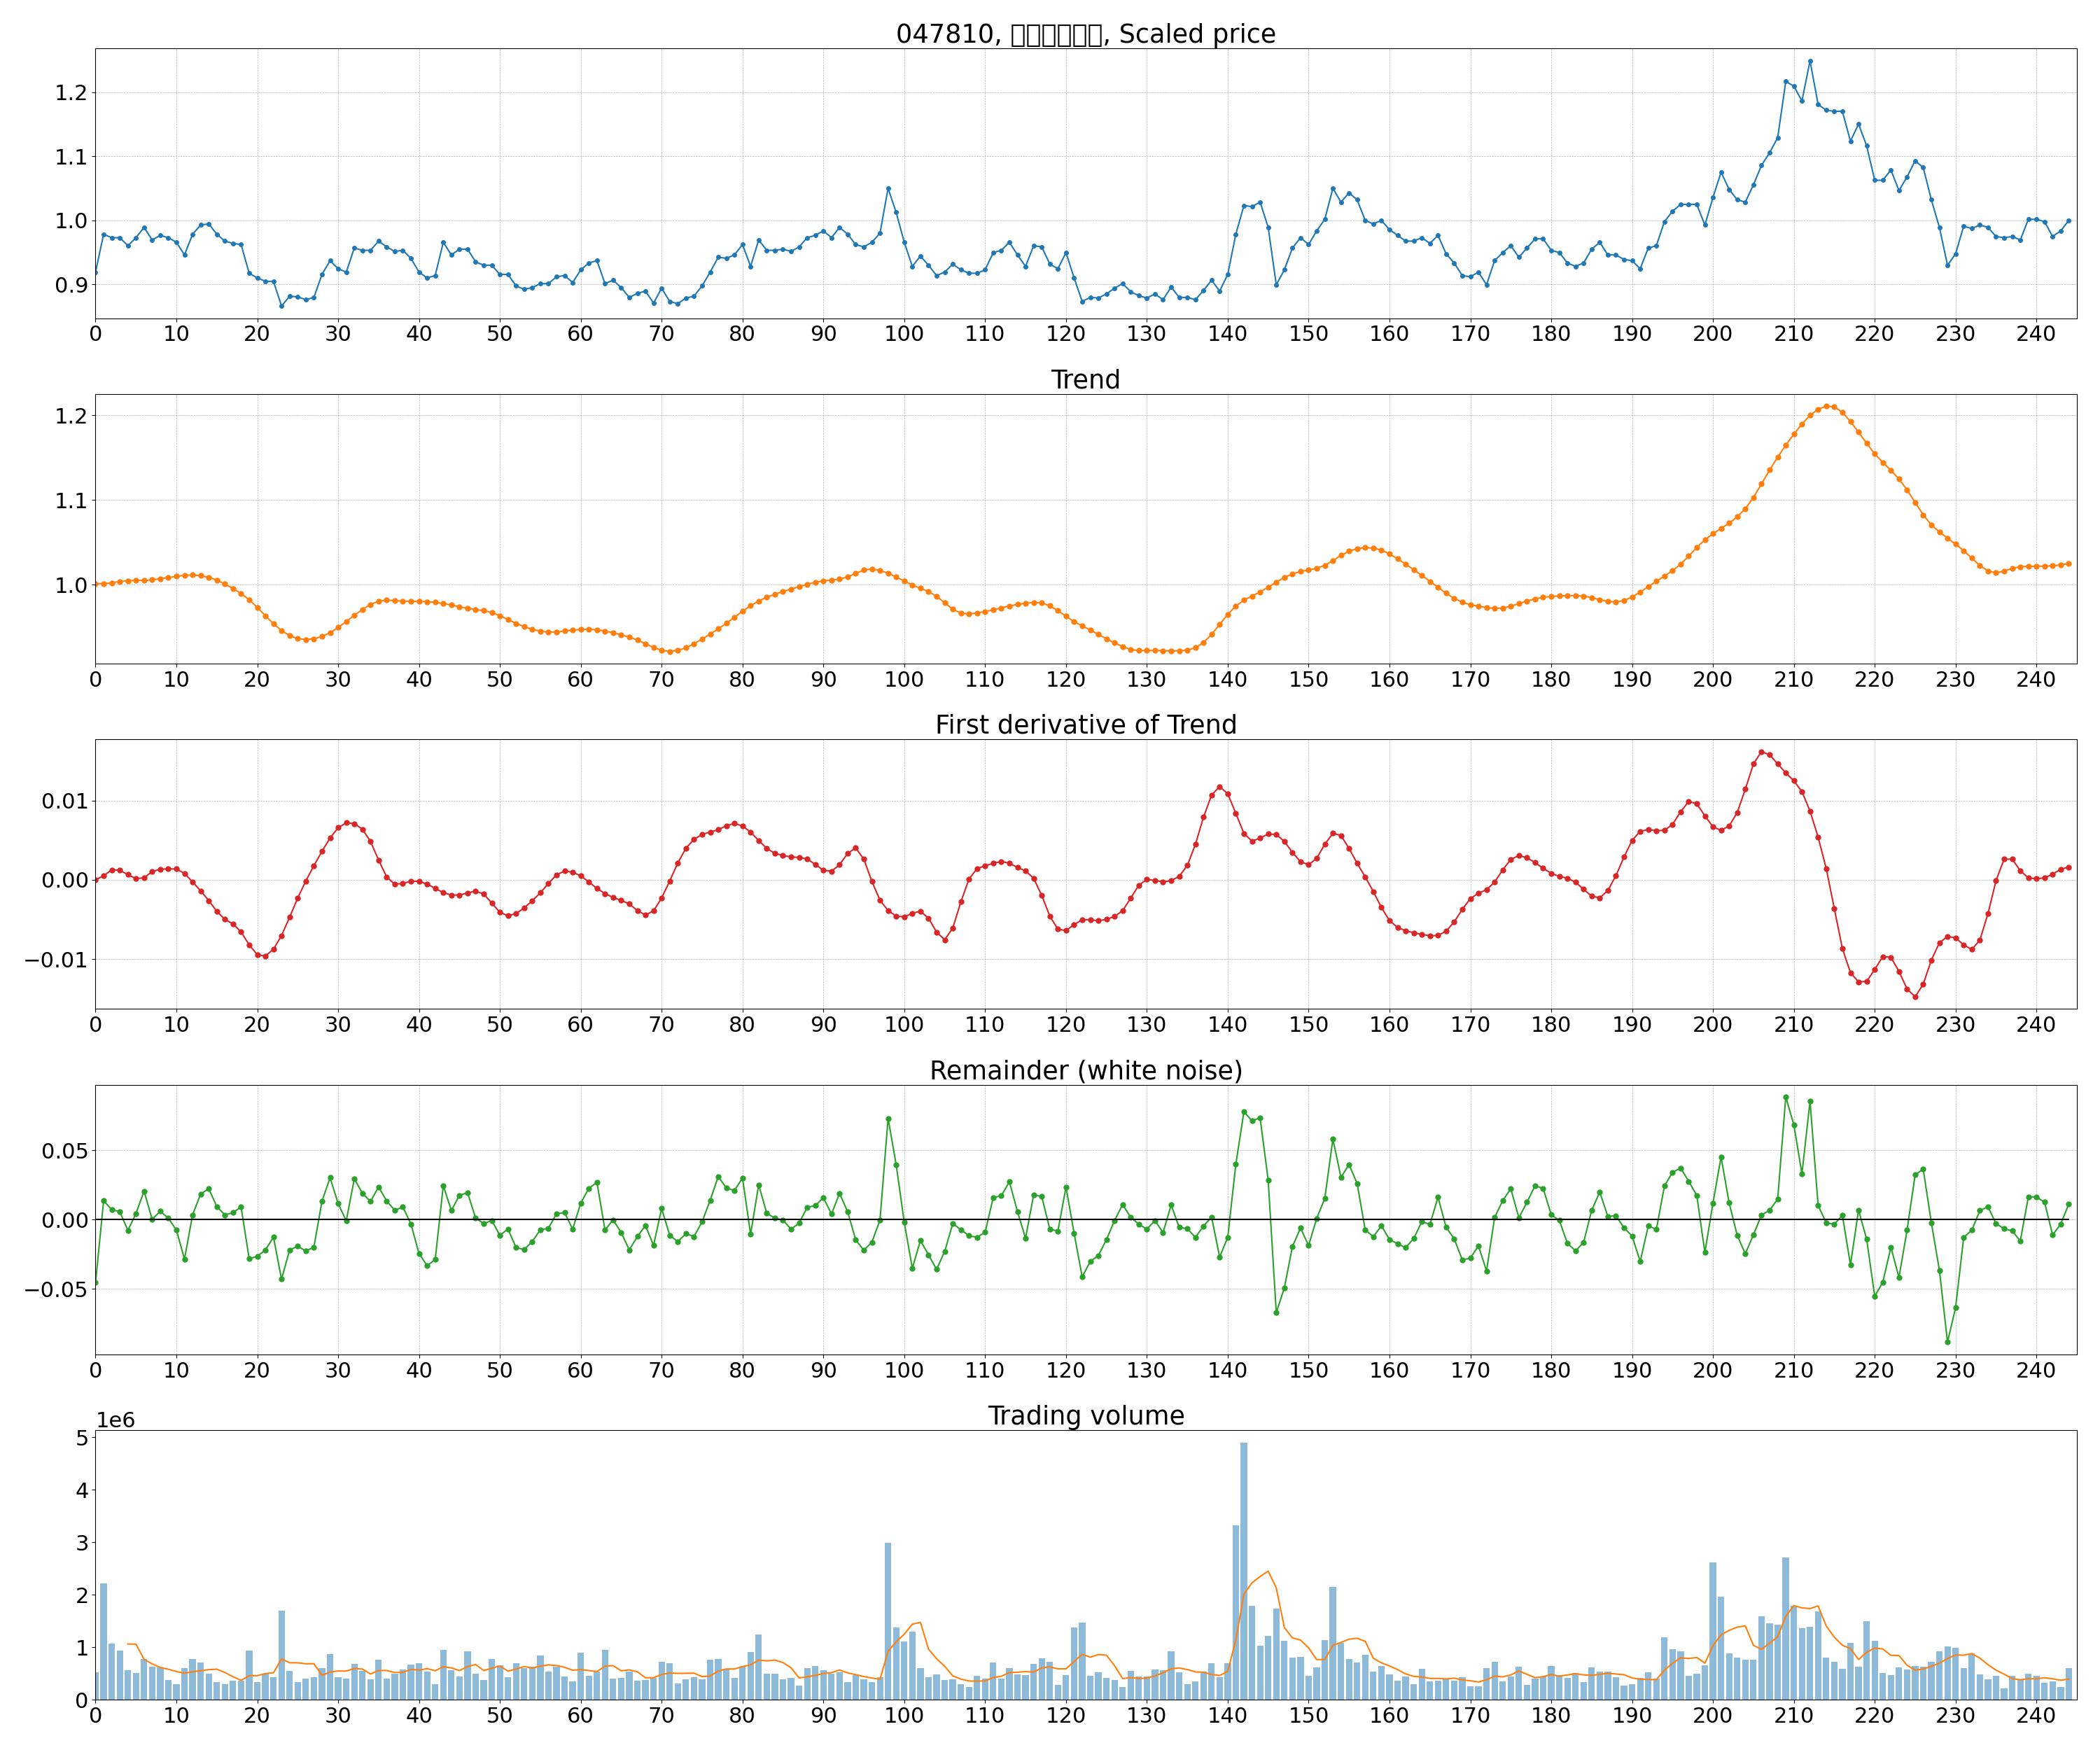 047810, □□□□□□, Scaled price
1.2
1.1
1.0
0.9
0 10 20 30 40 50 60 70 80 90 100 110 120 130 140 150 160 170 180 190 200 210 220 230 240
Trend
1.2
1.1
1.0
0 10 20 30 40 50 60 70 80 90 100 110 120 130 140 150 160 170 180 190 200 210 220 230 240
First derivative of Trend
0.01
0.00
−0.01
0 10 20 30 40 50 60 70 80 90 100 110 120 130 140 150 160 170 180 190 200 210 220 230 240
Remainder (white noise)
0.05
0.00
−0.05
0 10 20 30 40 50 60 70 80 90 100 110 120 130 140 150 160 170 180 190 200 210 220 230 240
Trading volume
1e6
5
4
3
2
1
0
0 10 20 30 40 50 60 70 80 90 100 110 120 130 140 150 160 170 180 190 200 210 220 230 240